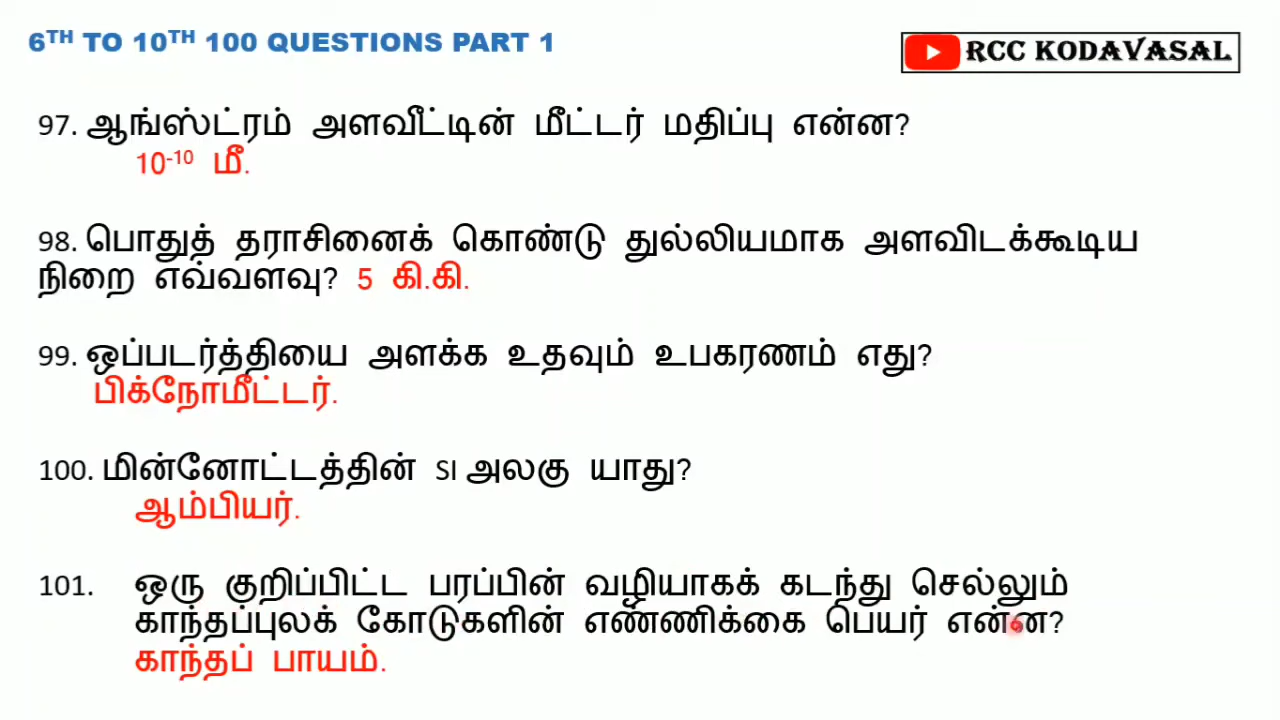 6TH TO 10TH 100 QUESTIONS PART 1
RCC KODAVASAL
97. ஆங்ஸ்ட்ரம் அளவீட்டின் மீட்டர் மதிப்பு என்ன?
10-10 மீ.
98. பொதுத் தராசினைக் கொண்டு துல்லியமாக அளவிடக்கூடிய
நிறை எவ்வளவு? 5 கி.கி.
99. ஒப்படர்த்தியை அளக்க உதவும் உபகரணம் எது?
பிக்நோமீட்டர்.
100. மின்னோட்டத்தின் SI அலகு யாது?
ஆம்பியர்.
101. ஒரு குறிப்பிட்ட பரப்பின் வழியாகக் கடந்து செல்லும்
காந்தப்புலக் கோடுகளின் எண்ணிக்கை பெயர் என்ன?
காந்தப் பாயம்.